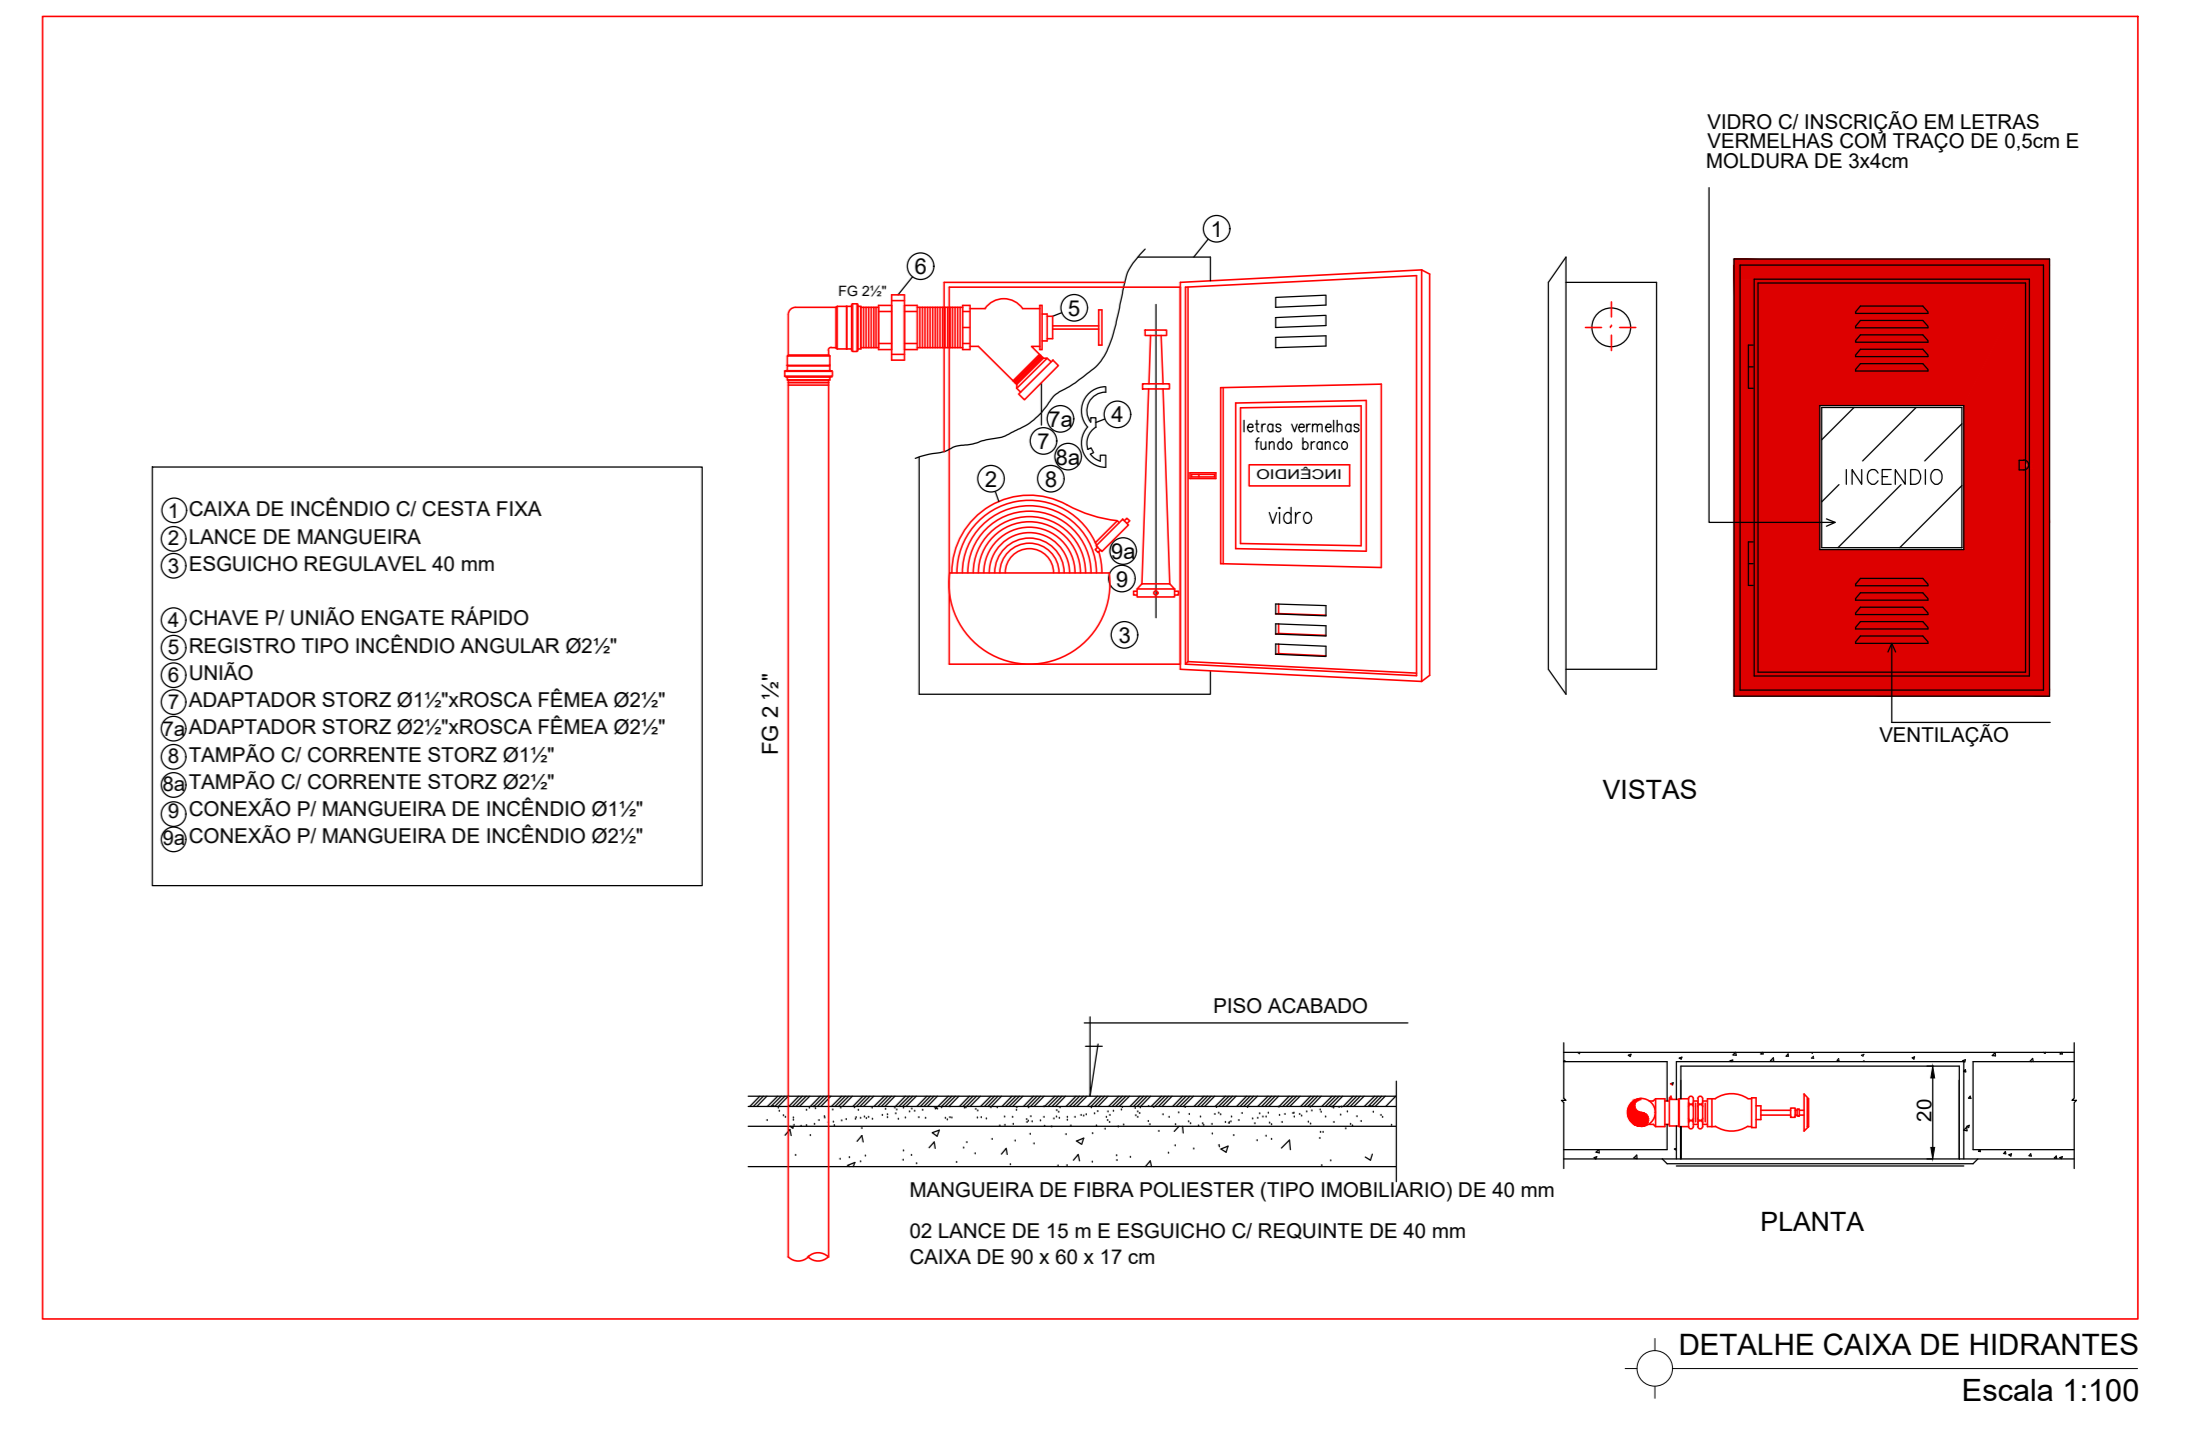 VIDRO C/ INSCRIÇÃO EM LETRAS
VERMELHAS COM TRAÇO DE 0,5cm E
MOLDURA DE 3x4cm
1
6
FG 2½"
5
4
7a
7
8a
8
2
9a
9
3
letras vermelhas
fundo branco
INCÊNDIO
vidro
INCENDIO
VENTILAÇÃO
VISTAS
1 CAIXA DE INCÊNDIO C/ CESTA FIXA
2 LANCE DE MANGUEIRA
3 ESGUICHO REGULAVEL 40 mm
4 CHAVE P/ UNIÃO ENGATE RÁPIDO
5 REGISTRO TIPO INCÊNDIO ANGULAR Ø2½"
6 UNIÃO
7 ADAPTADOR STORZ Ø1½"xROSCA FÊMEA Ø2½"
7a ADAPTADOR STORZ Ø2½"xROSCA FÊMEA Ø2½"
8 TAMPÃO C/ CORRENTE STORZ Ø1½"
8a TAMPÃO C/ CORRENTE STORZ Ø2½"
9 CONEXÃO P/ MANGUEIRA DE INCÊNDIO Ø1½"
9a CONEXÃO P/ MANGUEIRA DE INCÊNDIO Ø2½"
FG 2 ½"
PISO ACABADO
MANGUEIRA DE FIBRA POLIESTER (TIPO IMOBILIARIO) DE 40 mm
02 LANCE DE 15 m E ESGUICHO C/ REQUINTE DE 40 mm
CAIXA DE 90 x 60 x 17 cm
20
PLANTA
DETALHE CAIXA DE HIDRANTES
Escala 1:100